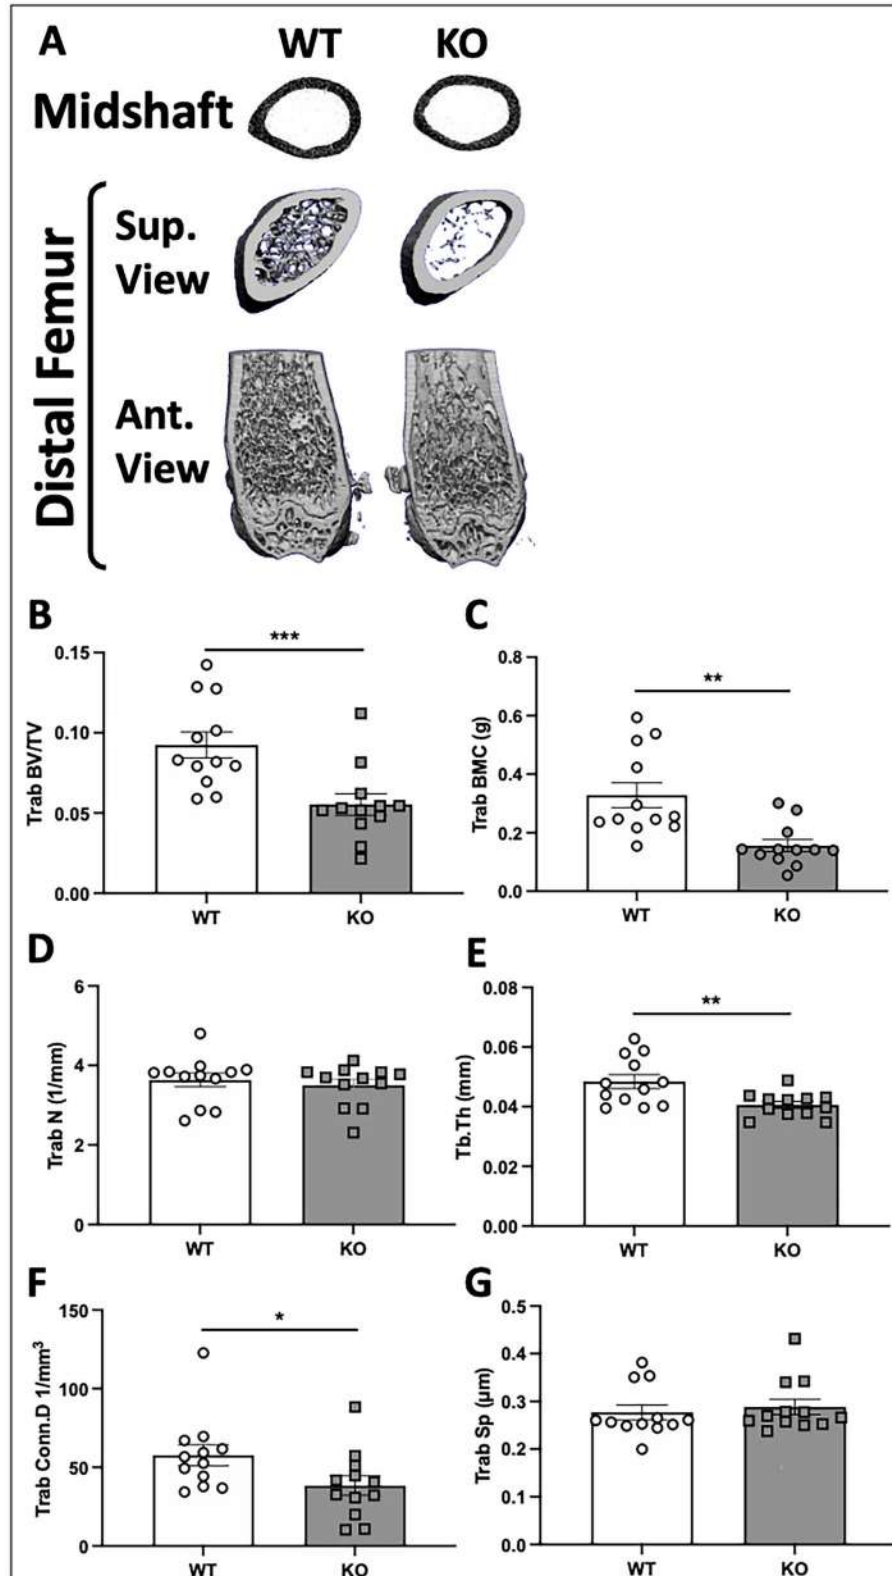 A
WT KO
Midshaft
Distal Femur
Sup.
View
Ant.
View
B
***
Trab BV/TV
0.15
0.10
0.05
0.00
WT KO
C
**
Trab BMC (g)
0.8
0.6
0.4
0.2
0.0
WT KO
D
Trab N (1/mm)
6
4
2
0
WT KO
E
**
Tb.Th (mm)
0.08
0.06
0.04
0.02
0.00
WT KO
F
*
Trab Conn.D 1/mm³
150
100
50
0
WT KO
G
Trab Sp (μm)
0.5
0.4
0.3
0.2
0.1
0.0
WT KO